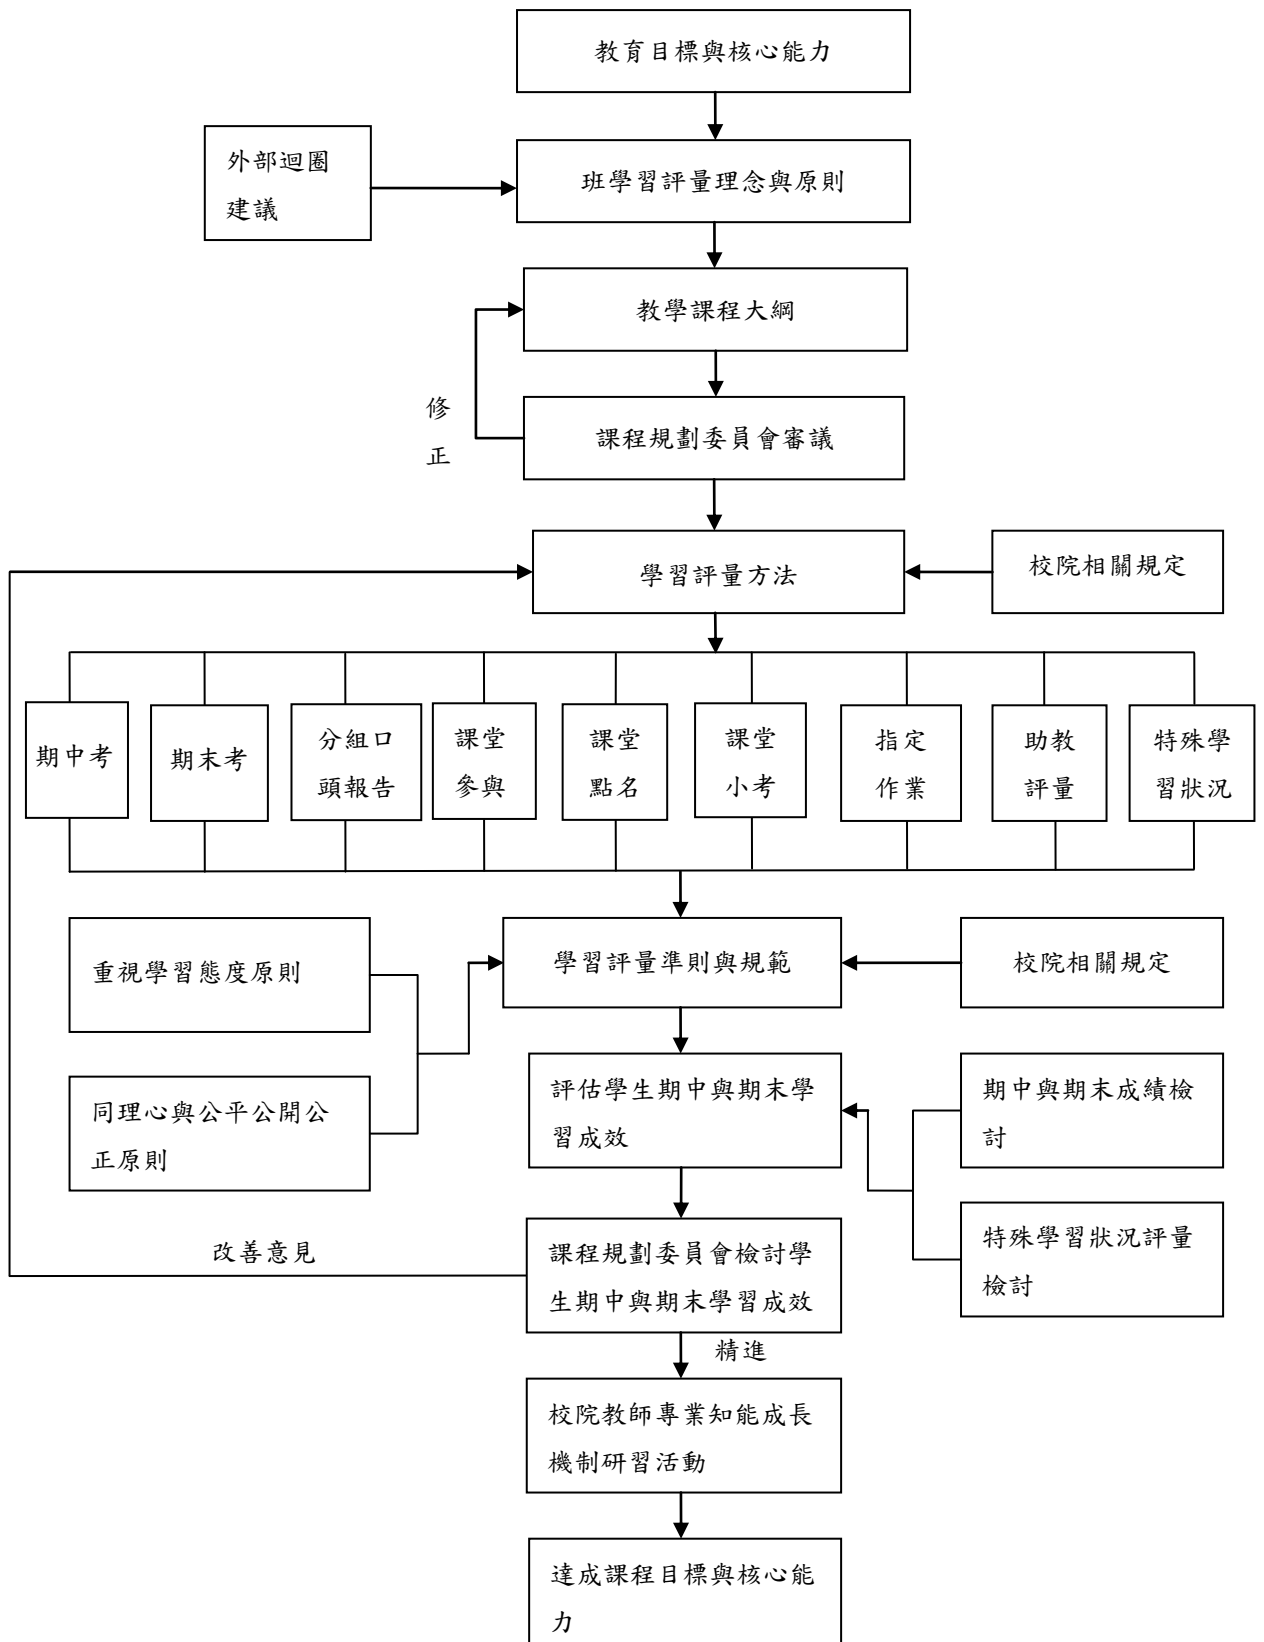 教育目標與核心能力
外部迴圈
建議
班學習評量理念與原則
教學課程大綱
修
正
課程規劃委員會審議
學習評量方法
校院相關規定
期中考
期末考
分組口
頭報告
課堂
參與
課堂
點名
課堂
小考
指定
作業
助教
評量
特殊學
習狀況
重視學習態度原則
學習評量準則與規範
校院相關規定
同理心與公平公開公
正原則
評估學生期中與期末學
習成效
期中與期末成績檢
討
特殊學習狀況評量
檢討
改善意見
課程規劃委員會檢討學
生期中與期末學習成效
精進
校院教師專業知能成長
機制研習活動
達成課程目標與核心能
力